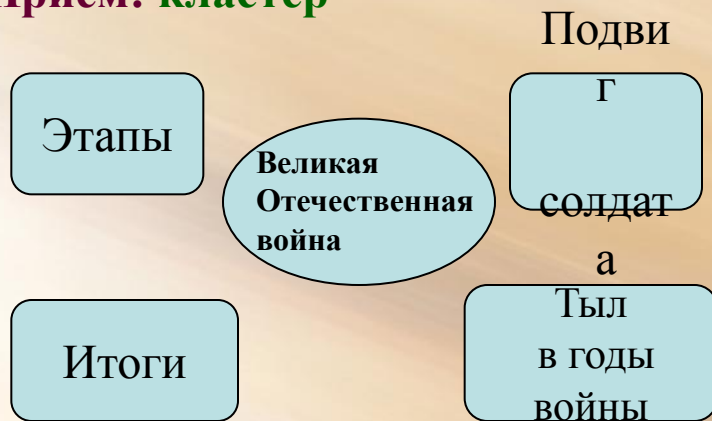 Прием: кластер
Этапы
Великая
Отечественная
война
Подви
г
солдат
а
Итоги
Тыл
в годы
войны